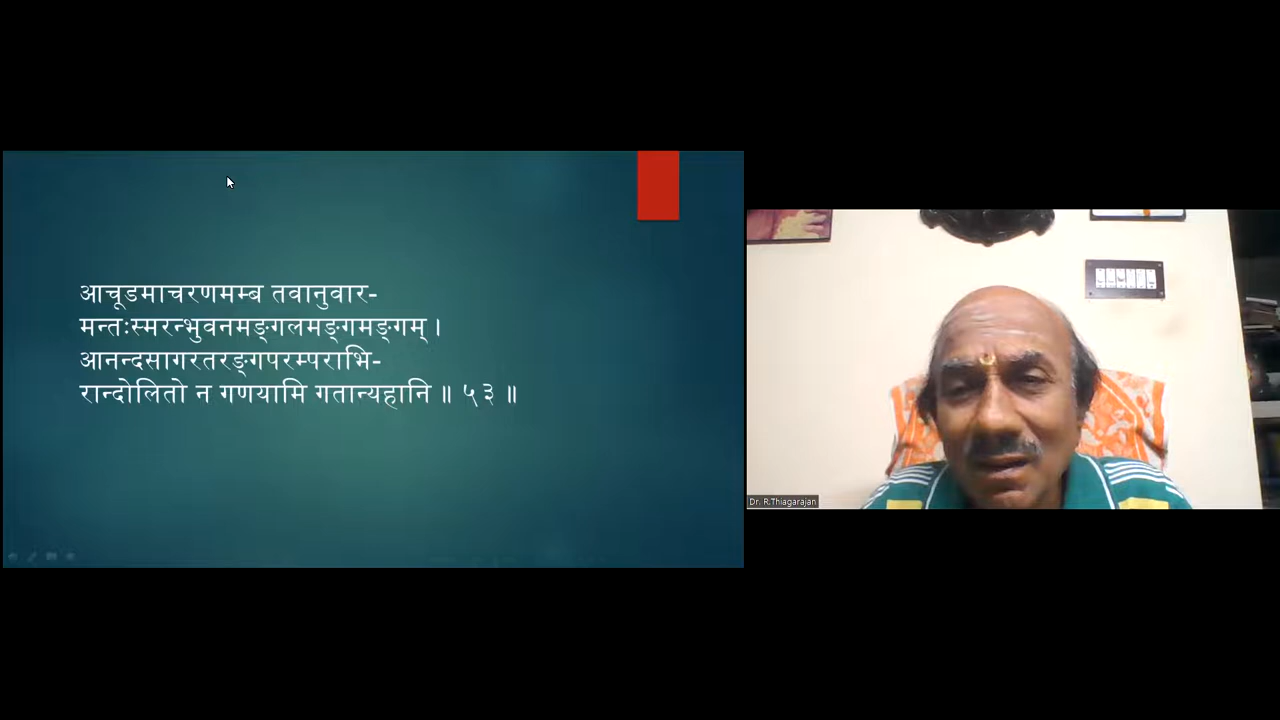 आचूडमाचरणमम्ब तवानुवार-
मन्तःस्मरन्भुवनमङ्गलमङ्गमङ्गम् ।
आनन्दसागरतरङ्गपरम्पराभि-
रान्दोलितो न गणयामि गतान्यहानि ॥ ५३ ॥
Dr. R.Thiagarajan